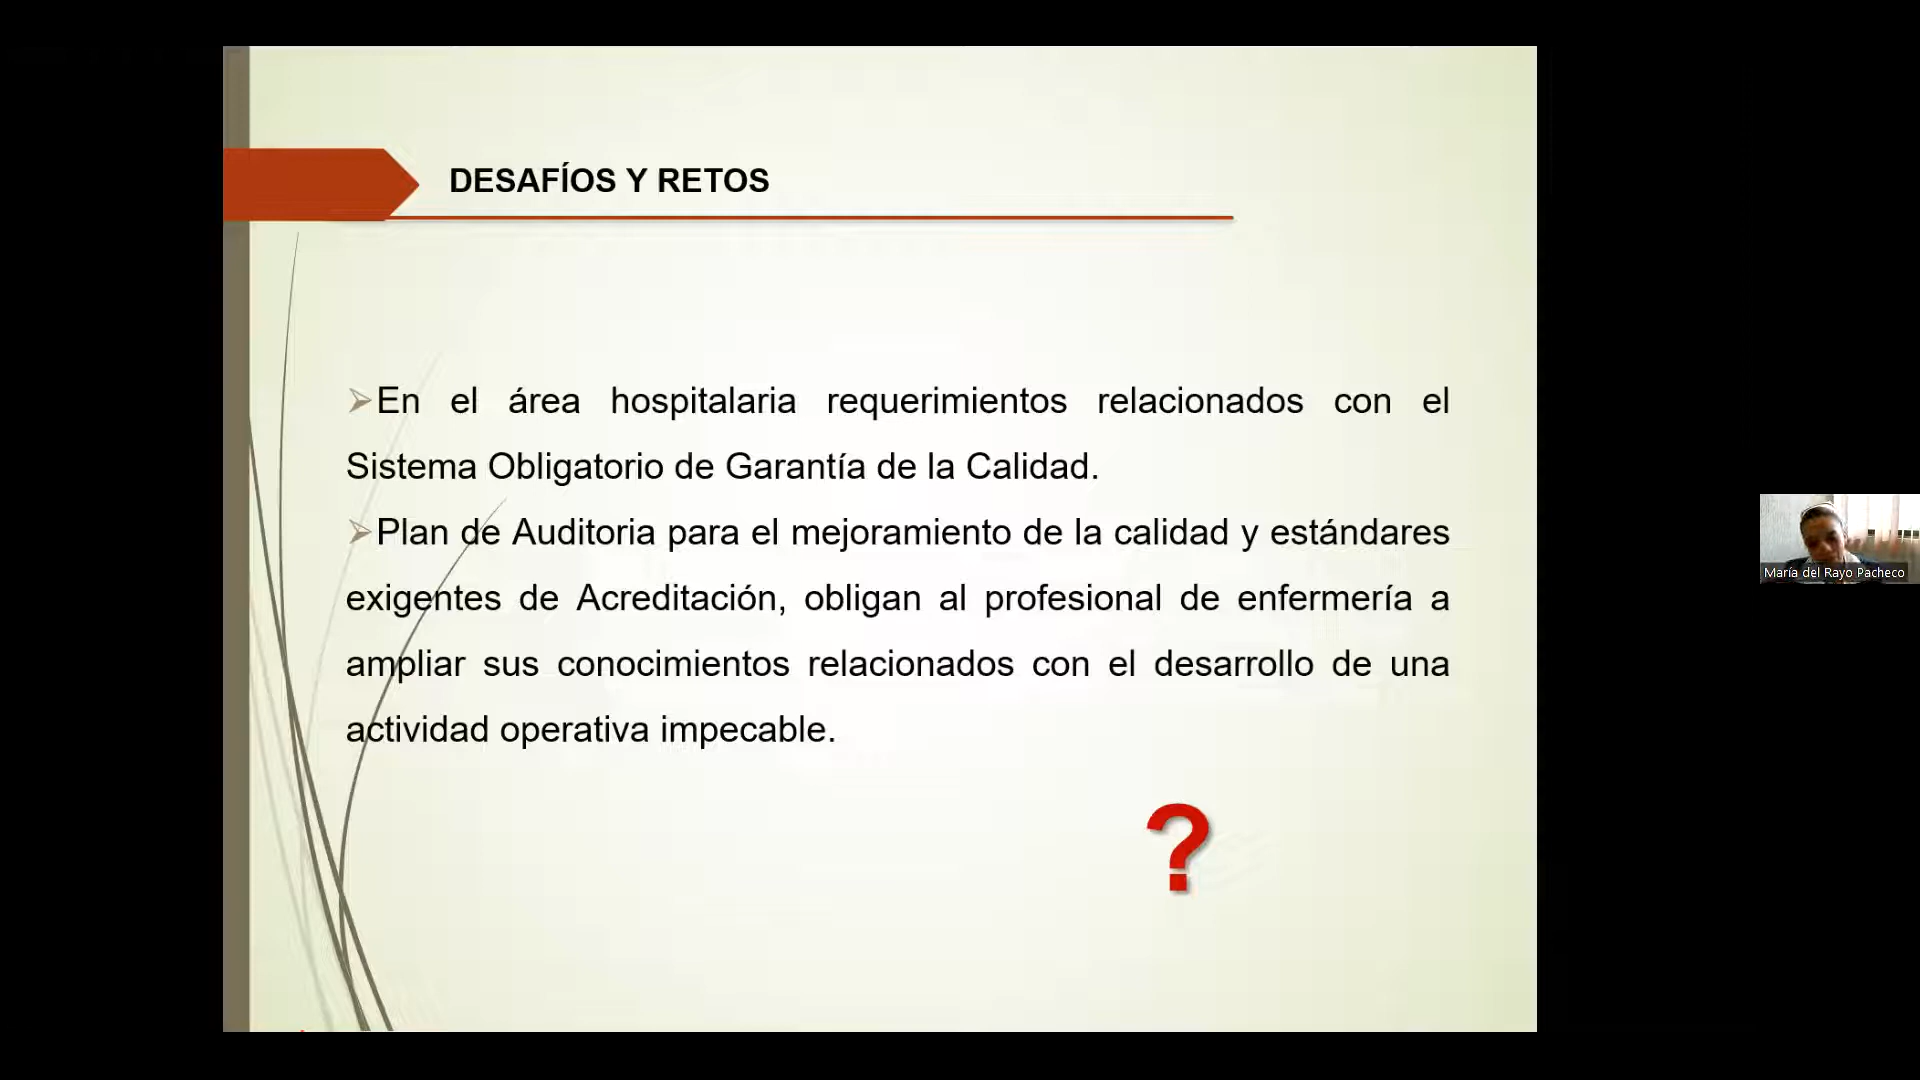 DESAFÍOS Y RETOS
➢En el área hospitalaria requerimientos relacionados con el
Sistema Obligatorio de Garantía de la Calidad.
➢Plan de Auditoria para el mejoramiento de la calidad y estándares
exigentes de Acreditación, obligan al profesional de enfermería a
ampliar sus conocimientos relacionados con el desarrollo de una
actividad operativa impecable.
?
María del Rayo Pacheco